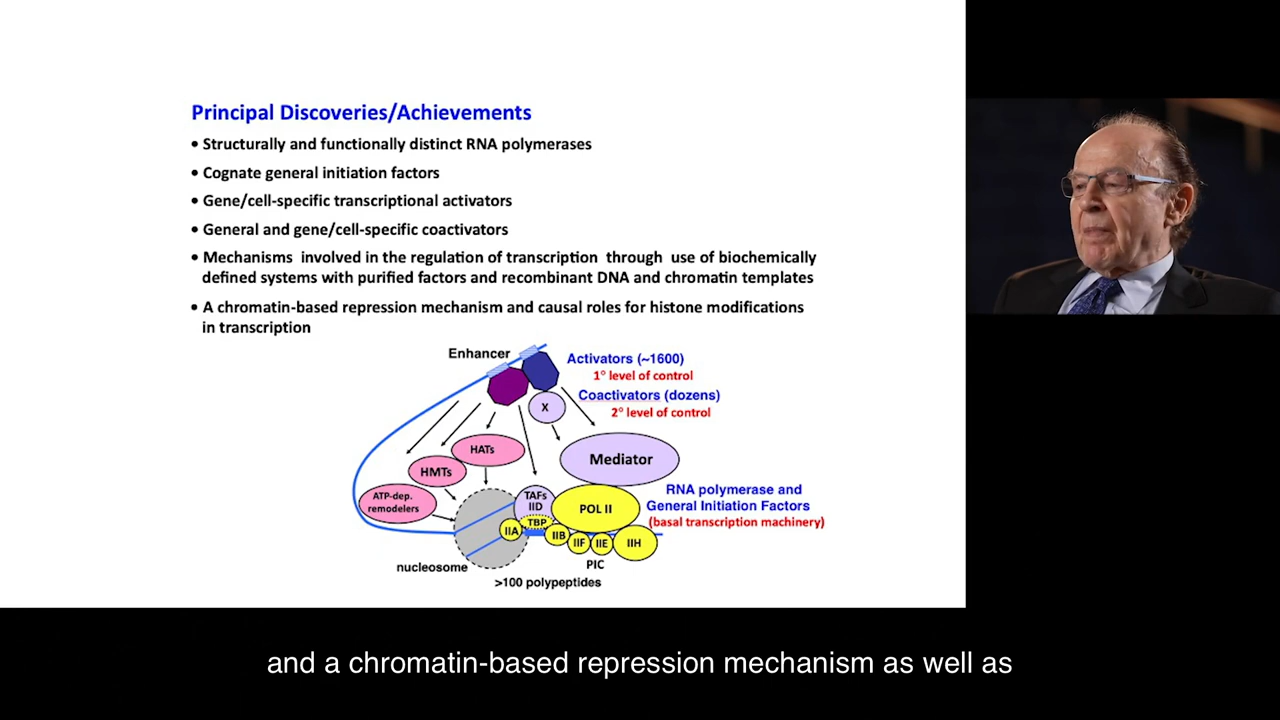 Principal Discoveries/Achievements
• Structurally and functionally distinct RNA polymerases
• Cognate general initiation factors
• Gene/cell-specific transcriptional activators
• General and gene/cell-specific coactivators
• Mechanisms involved in the regulation of transcription through use of biochemically
defined systems with purified factors and recombinant DNA and chromatin templates
• A chromatin-based repression mechanism and causal roles for histone modifications
in transcription
Enhancer
Activators (~1600)
1° level of control
Coactivators (dozens)
2° level of control
X
HATs
Mediator
HMTs
ATP-dep.
remodelers
TAFs
IID
TBP
POL II
RNA polymerase and
General Initiation Factors
(basal transcription machinery)
IIA
IIB
IIF
IIE
IIH
nucleosome
PIC
>100 polypeptides
and a chromatin-based repression mechanism as well as